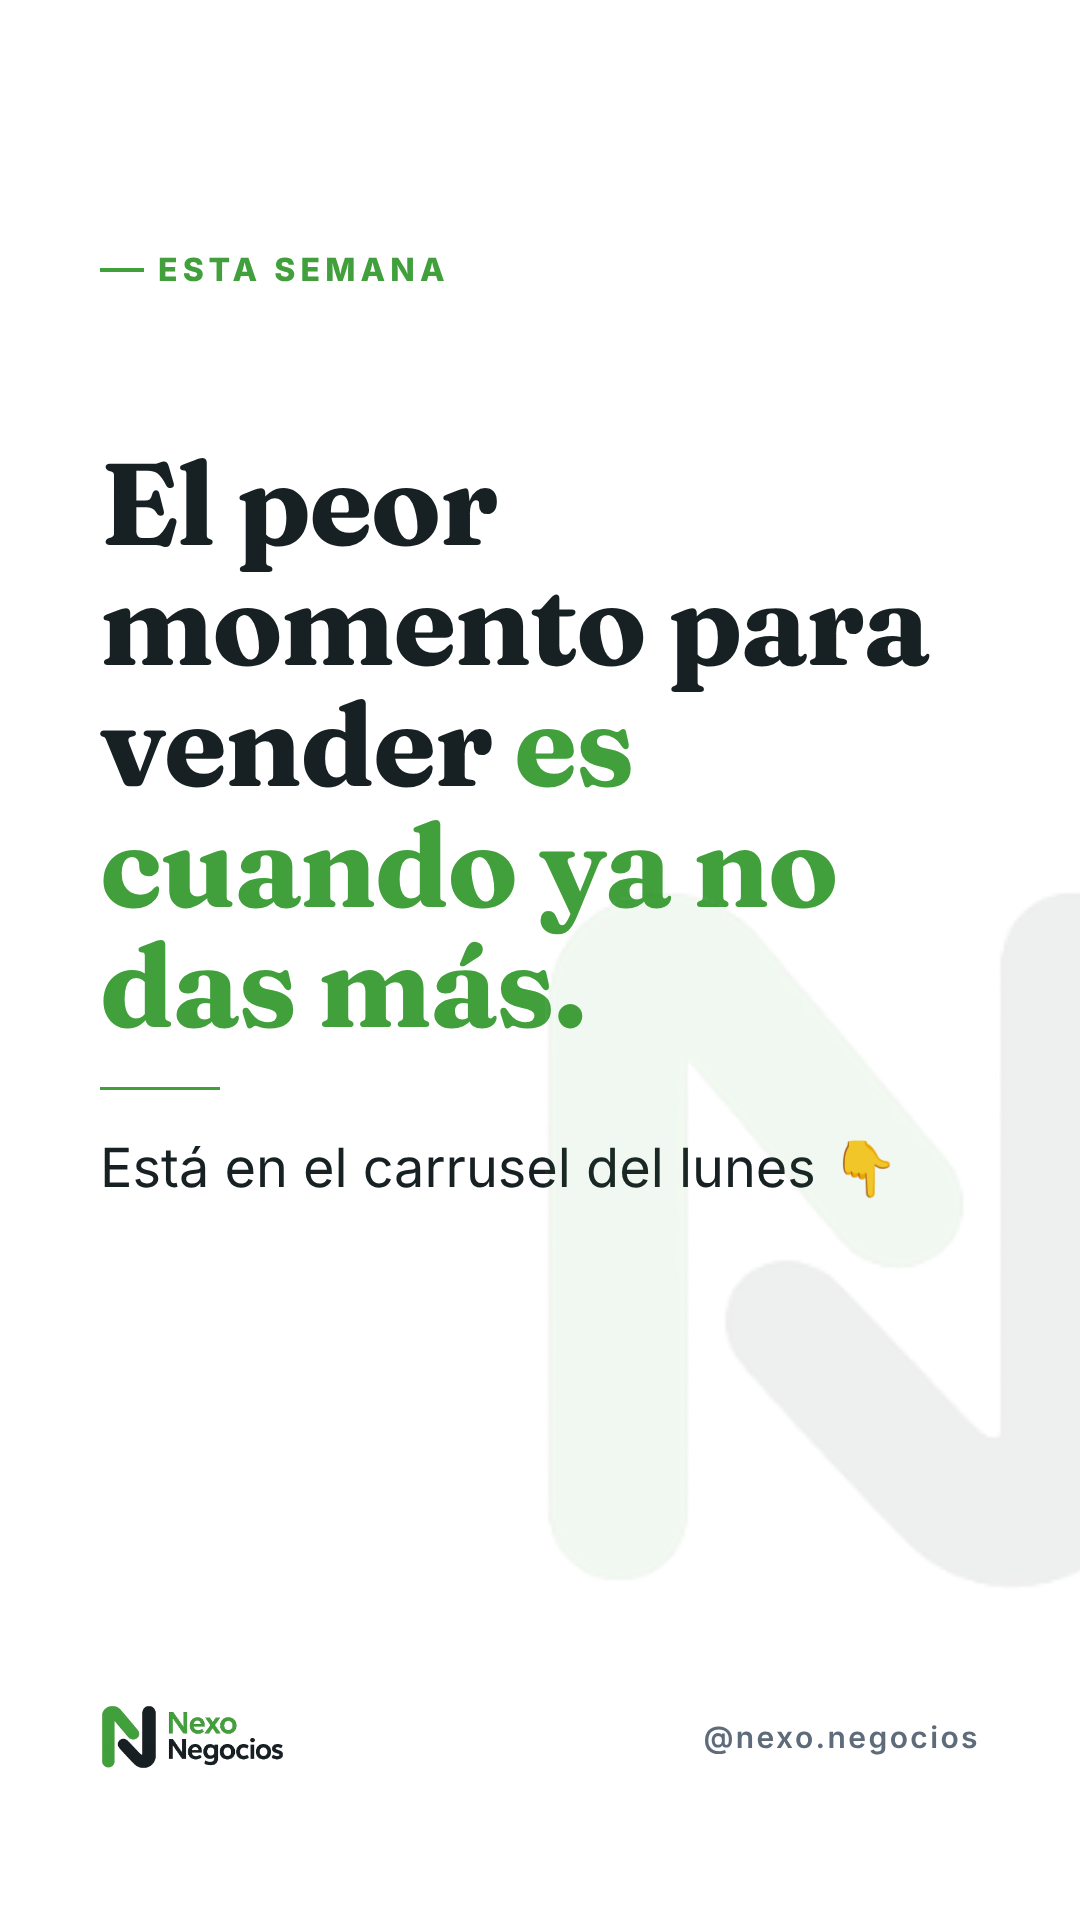 ESTA SEMANA
El peor
momento para
vender es
cuando ya no
das más.
Está en el carrusel del lunes 👇
Nexo
Negocios
@nexo.negocios